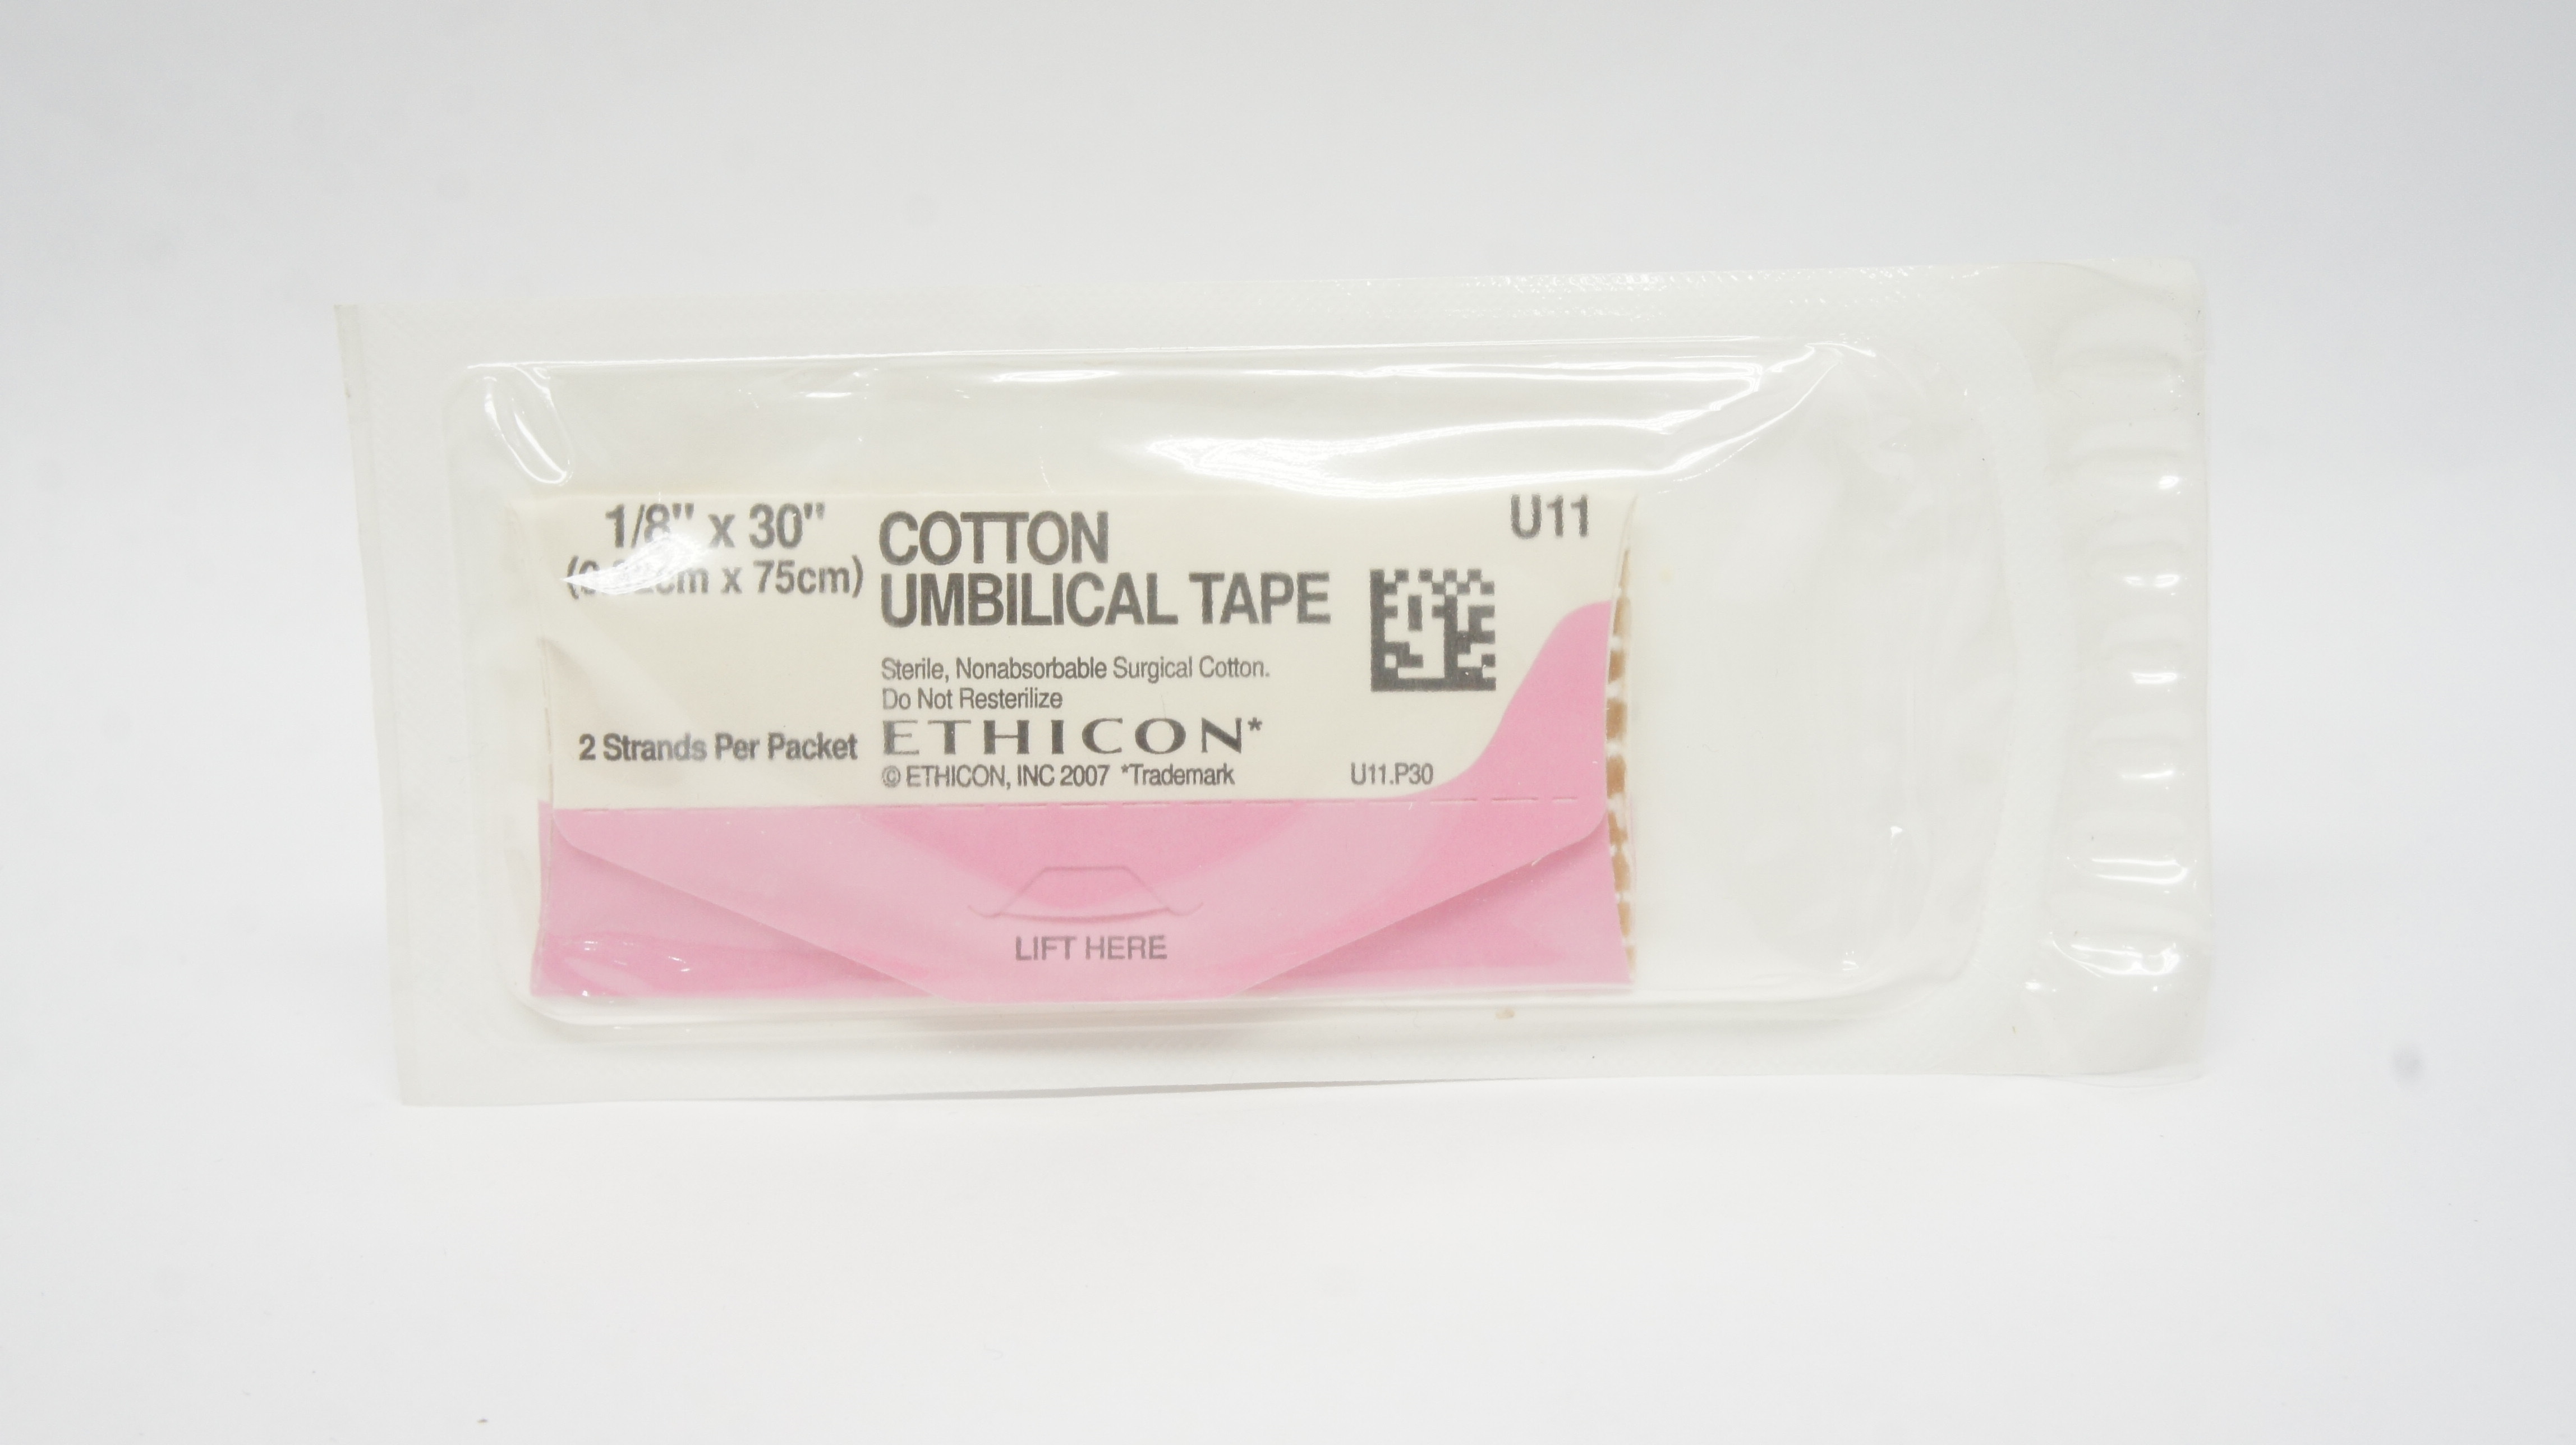 1/8" x 30"
cm x 75cm)
COTTON
UMBILICAL TAPE
U11
Sterile, Nonabsorbable Surgical Cotton.
Do Not Resterilize
2 Strands Per Packet
ETHICON*
© ETHICON, INC 2007 *Trademark
U11.P30
LIFT HERE